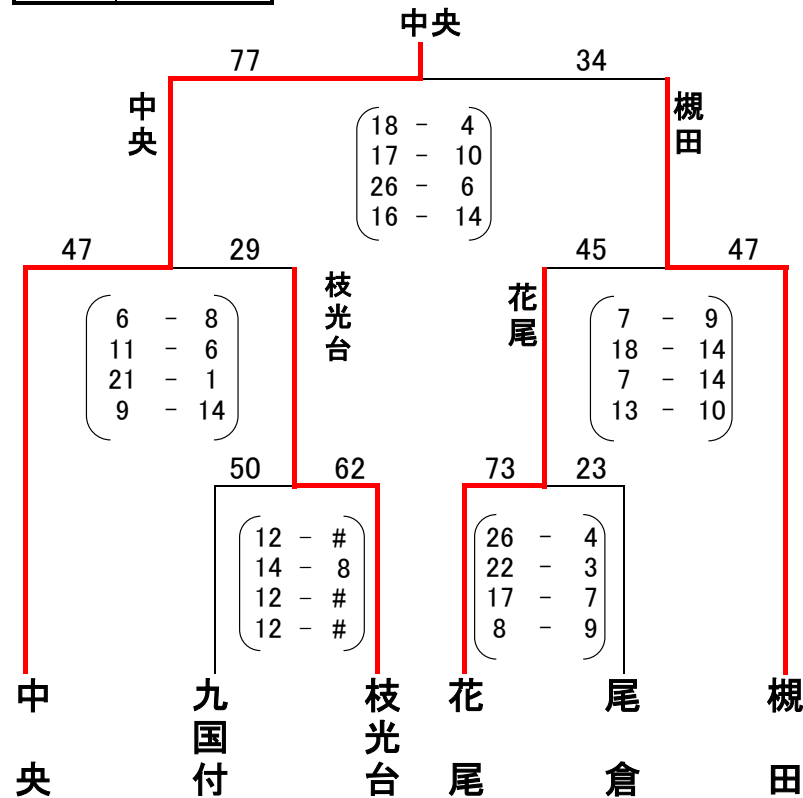 中央
77 34
中央
槻田
18 - 4
17 - 10
26 - 6
16 - 14
47 29
45 47
枝光台
花尾
6 - 8
11 - 6
21 - 1
9 - 14
7 - 9
18 - 14
7 - 14
13 - 10
50 62
73 23
12 - #
14 - 8
12 - #
12 - #
26 - 4
22 - 3
17 - 7
8 - 9
中央
九国付
枝光台
花尾
尾倉
槻田